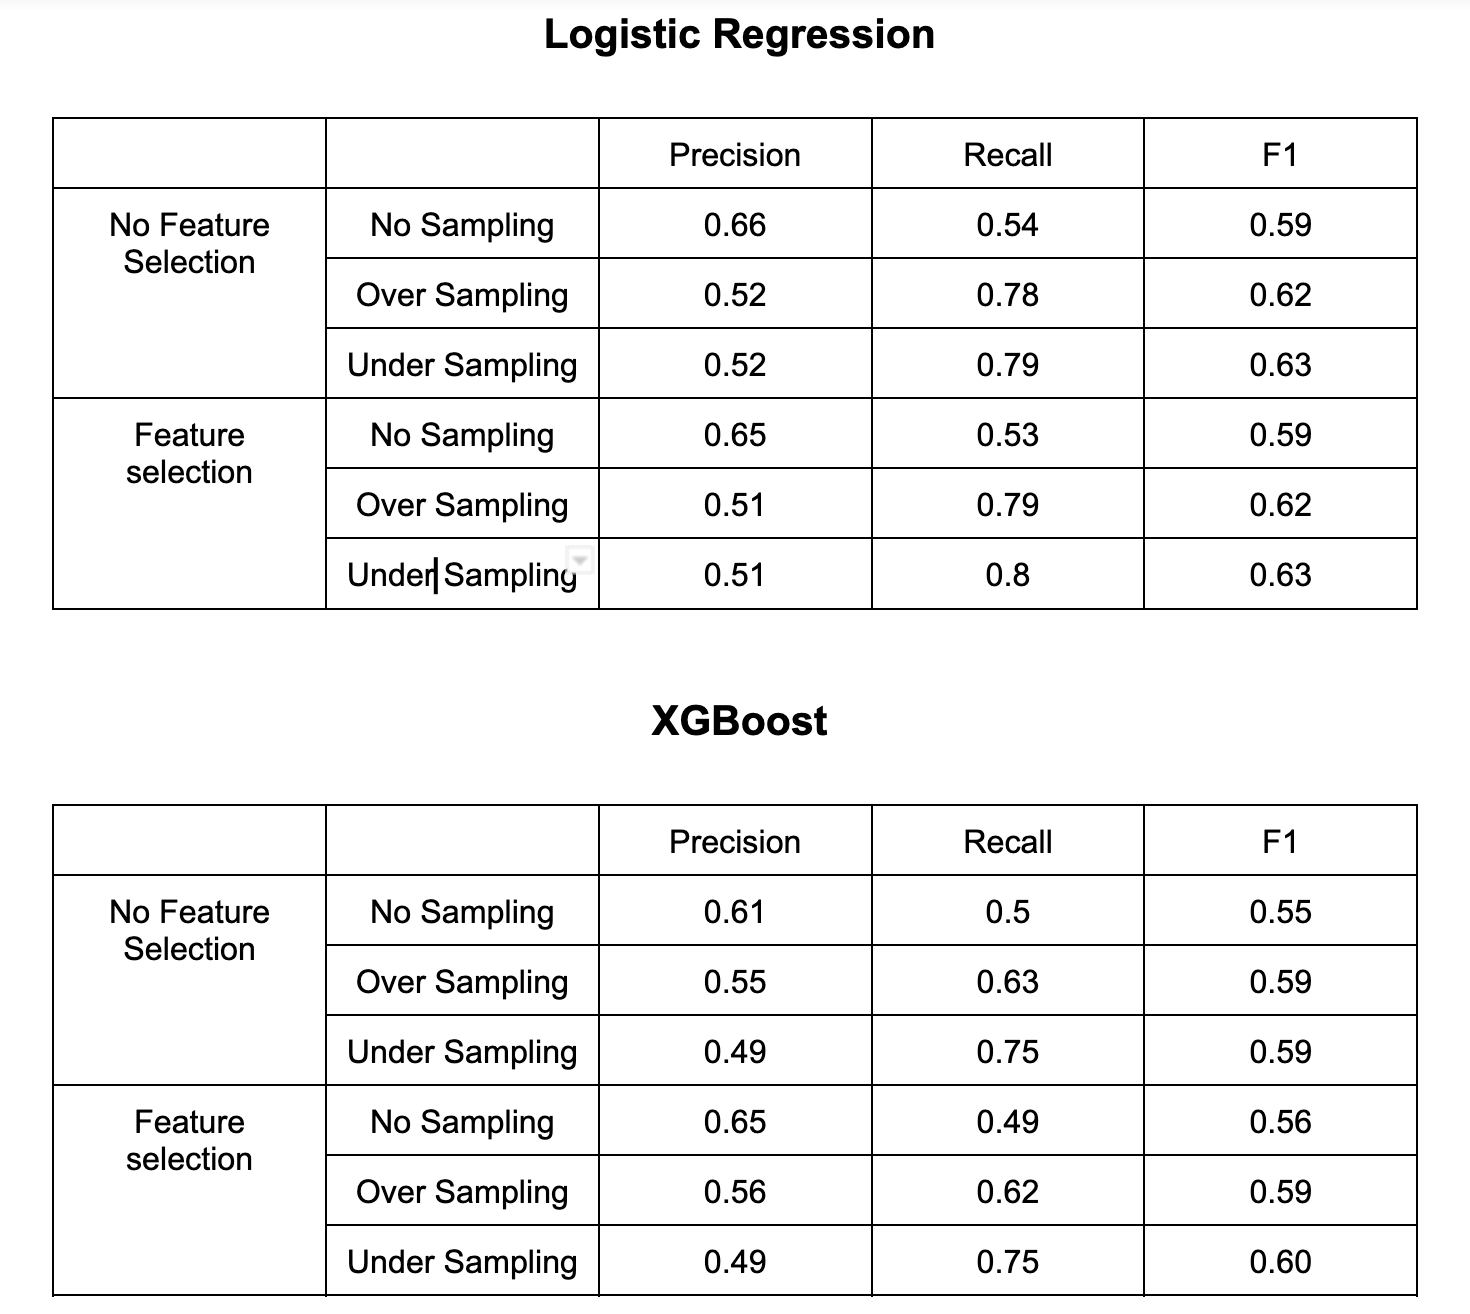 Logistic Regression
Precision Recall F1
No Feature Selection No Sampling 0.66 0.54 0.59
Over Sampling 0.52 0.78 0.62
Under Sampling 0.52 0.79 0.63
Feature selection No Sampling 0.65 0.53 0.59
Over Sampling 0.51 0.79 0.62
Under Sampling 0.51 0.8 0.63
XGBoost
Precision Recall F1
No Feature Selection No Sampling 0.61 0.5 0.55
Over Sampling 0.55 0.63 0.59
Under Sampling 0.49 0.75 0.59
Feature selection No Sampling 0.65 0.49 0.56
Over Sampling 0.56 0.62 0.59
Under Sampling 0.49 0.75 0.60